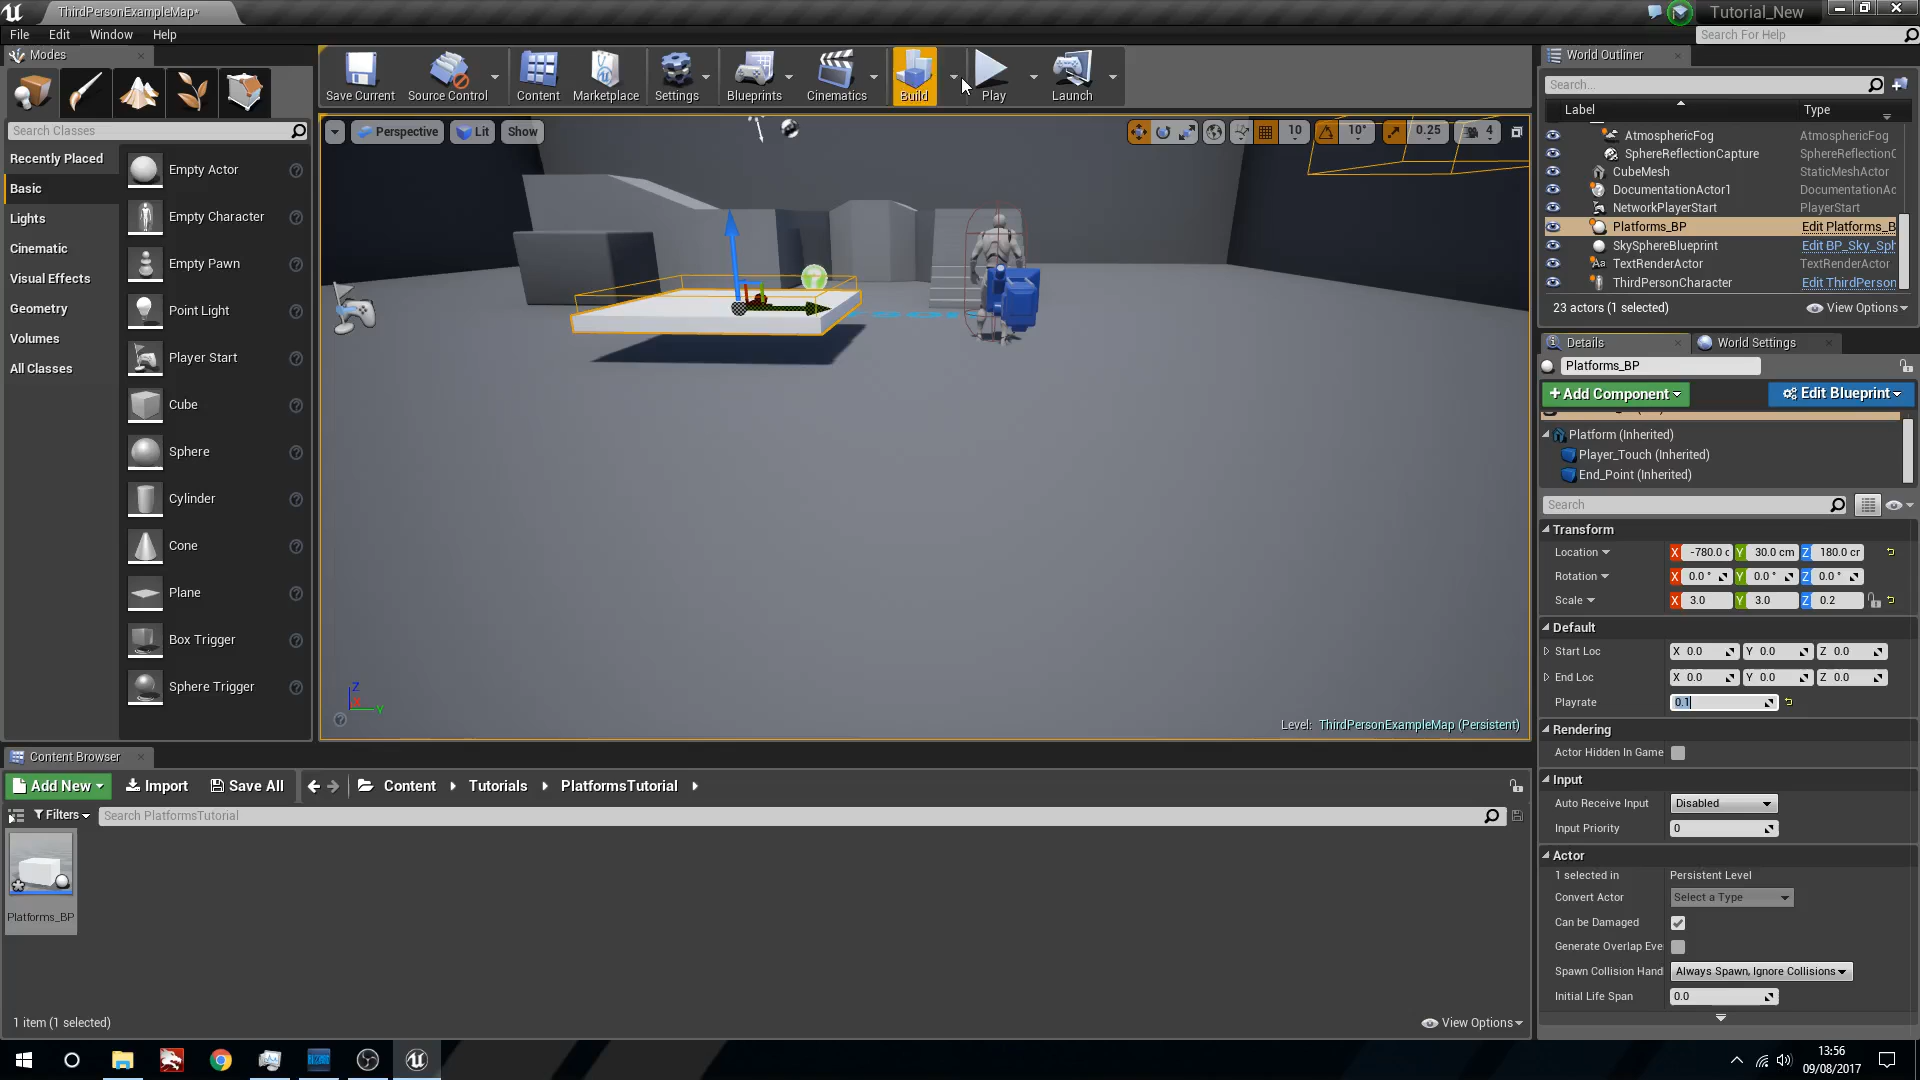 ThirdPersonExampleMap*
Tutorial_New
File Edit Window Help
Search For Help
Modes
Search Classes
Recently Placed
Basic
Lights
Cinematic
Visual Effects
Geometry
Volumes
All Classes
Empty Actor
Empty Character
Empty Pawn
Point Light
Player Start
Cube
Sphere
Cylinder
Cone
Plane
Box Trigger
Sphere Trigger
Save Current Source Control Content Marketplace Settings Blueprints Cinematics Build Play Launch
Perspective Lit Show
10 10° 0.25 4
Z
X
Y
Level: ThirdPersonExampleMap (Persistent)
World Outliner
Search...
Label Type
AtmosphericFog AtmosphericFog
SphereReflectionCapture SphereReflectionC
CubeMesh StaticMeshActor
DocumentationActor1 DocumentationAc
NetworkPlayerStart PlayerStart
Platforms_BP Edit Platforms_B
SkySphereBlueprint Edit BP_Sky_Sph
TextRenderActor TextRenderActor
ThirdPersonCharacter Edit ThirdPerson
23 actors (1 selected) View Options
Details World Settings
Platforms_BP
+Add Component Edit Blueprint
Platform (Inherited)
Player_Touch (Inherited)
End_Point (Inherited)
Search
Transform
Location X -780.0 c Y 30.0 cm Z 180.0 cr
Rotation X 0.0 ° Y 0.0 ° Z 0.0 °
Scale X 3.0 Y 3.0 Z 0.2
Default
Start Loc X 0.0 Y 0.0 Z 0.0
End Loc X 0.0 Y 0.0 Z 0.0
Playrate 0.1
Rendering
Actor Hidden In Game
Input
Auto Receive Input Disabled
Input Priority 0
Actor
1 selected in Persistent Level
Convert Actor Select a Type
Can be Damaged
Generate Overlap Eve
Spawn Collision Hand Always Spawn, Ignore Collisions
Initial Life Span 0.0
Content Browser
Add New Import Save All Content Tutorials PlatformsTutorial
Filters Search PlatformsTutorial
Platforms_BP
1 item (1 selected) View Options
13:56
09/08/2017